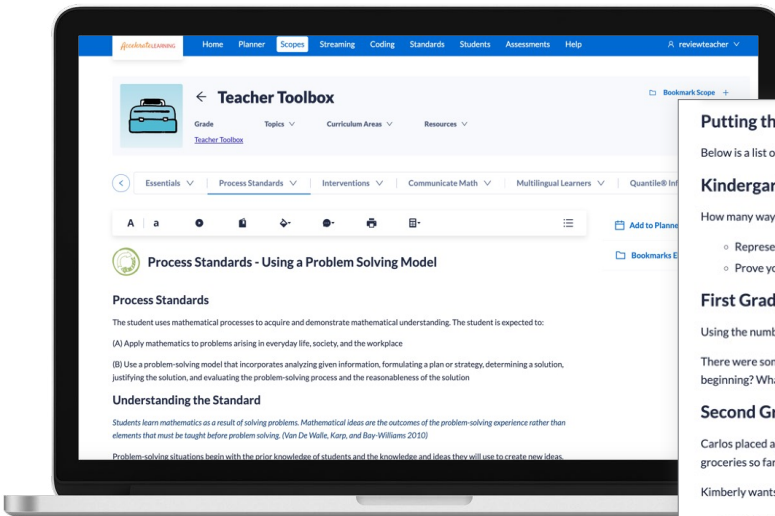 AccelerateLEARNING Home Planner Scopes Streaming Coding Standards Students Assessments Help reviewteacher
Teacher Toolbox
Bookmark Scope +
Grade Topics Curriculum Areas Resources
Teacher Toolbox
Essentials Process Standards Interventions Communicate Math Multilingual Learners Quantile®
A a
Add to Planne
Process Standards - Using a Problem Solving Model
Bookmarks
Process Standards
The student uses mathematical processes to acquire and demonstrate mathematical understanding. The student is expected to:
(A) Apply mathematics to problems arising in everyday life, society, and the workplace
(B) Use a problem-solving model that incorporates analyzing given information, formulating a plan or strategy, determining a solution,
justifying the solution, and evaluating the problem-solving process and the reasonableness of the solution
Understanding the Standard
Students learn mathematics as a result of solving problems. Mathematical ideas are the outcomes of the problem-solving experience rather than
elements that must be taught before problem solving. (Van De Walle, Karp, and Bay-Williams 2010)
Problem-solving situations begin with the prior knowledge of students and the knowledge and ideas they will use to create new ideas.
Putting th
Below is a list o
Kindergar
How many way
Represe
Prove yo
First Grad
Using the numb
There were som
beginning? Wha
Second Gr
Carlos placed a
groceries so far
Kimberly wants